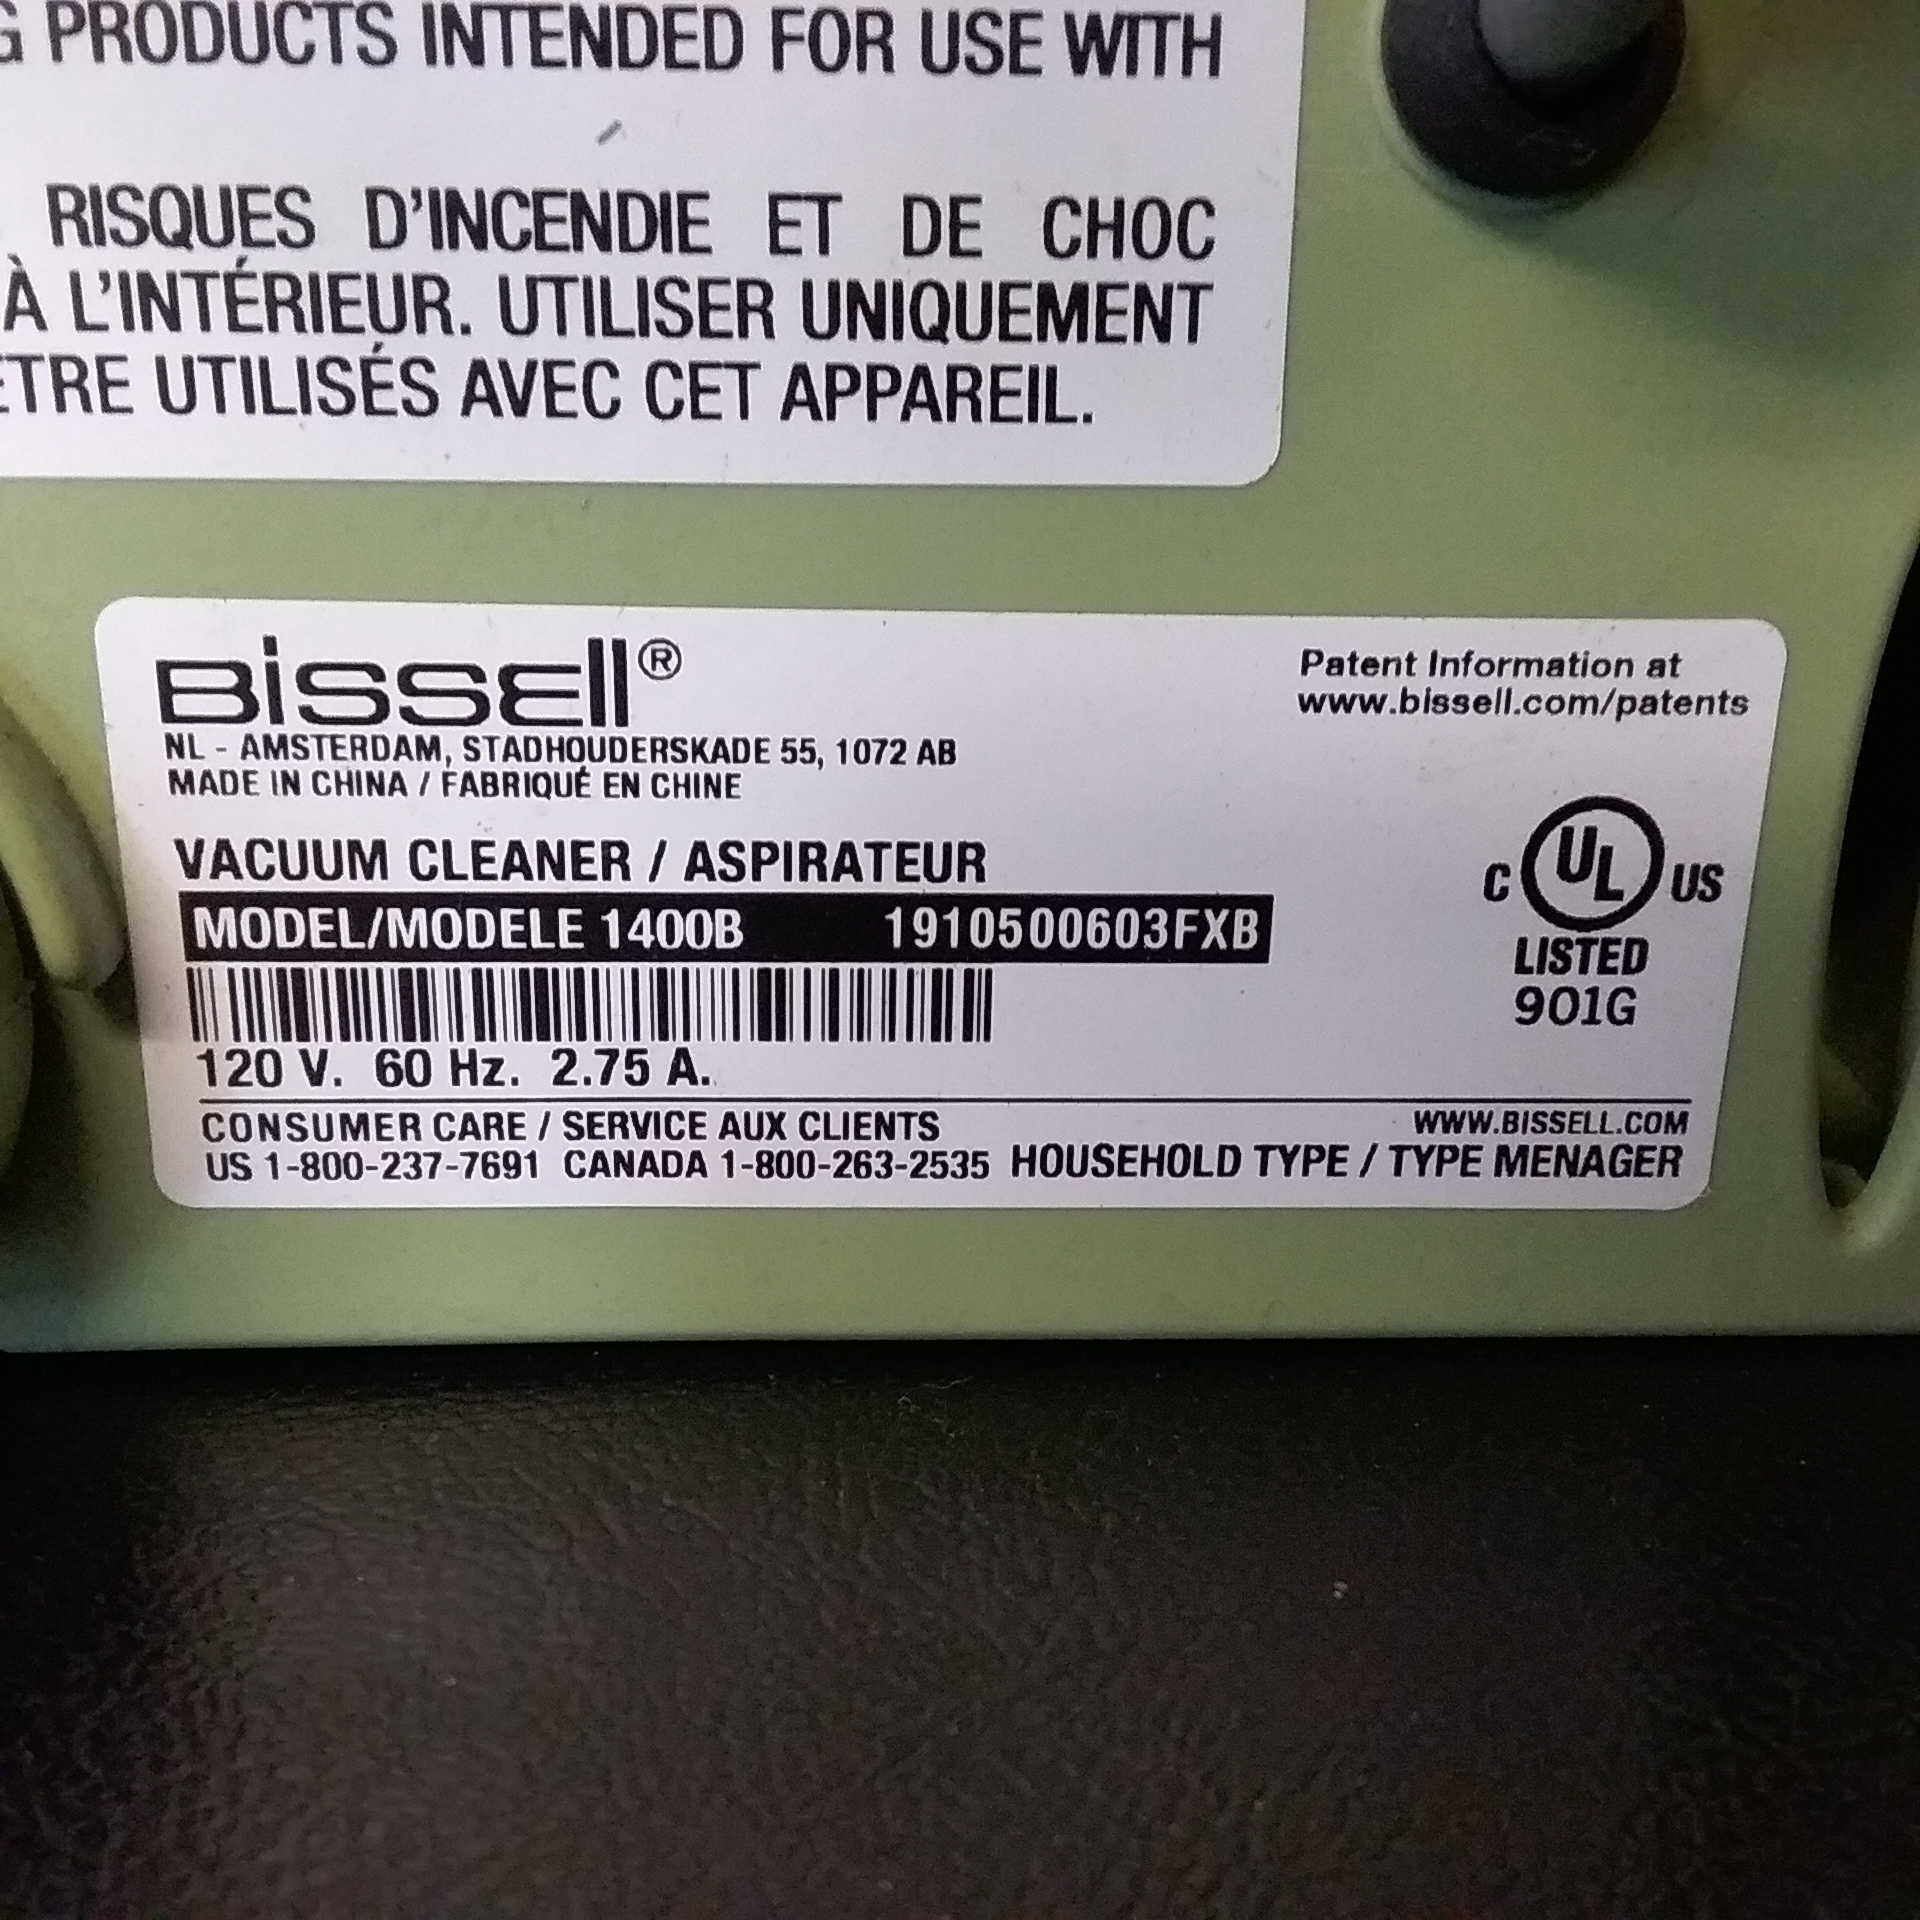 G PRODUCTS INTENDED FOR USE WITH
RISQUES D'INCENDIE ET DE CHOC
À L'INTÉRIEUR. UTILISER UNIQUEMENT
ETRE UTILISÉS AVEC CET APPAREIL.
Bissell®
Patent Information at
www.bissell.com/patents
NL - AMSTERDAM, STADHOUDERSKADE 55, 1072 AB
MADE IN CHINA / FABRIQUÉ EN CHINE
VACUUM CLEANER / ASPIRATEUR
MODEL/MODELE 1400B 1910500603FXB
C UL US
LISTED
901G
120 V. 60 Hz. 2.75 A.
CONSUMER CARE / SERVICE AUX CLIENTS WWW.BISSELL.COM
US 1-800-237-7691 CANADA 1-800-263-2535 HOUSEHOLD TYPE / TYPE MENAGER